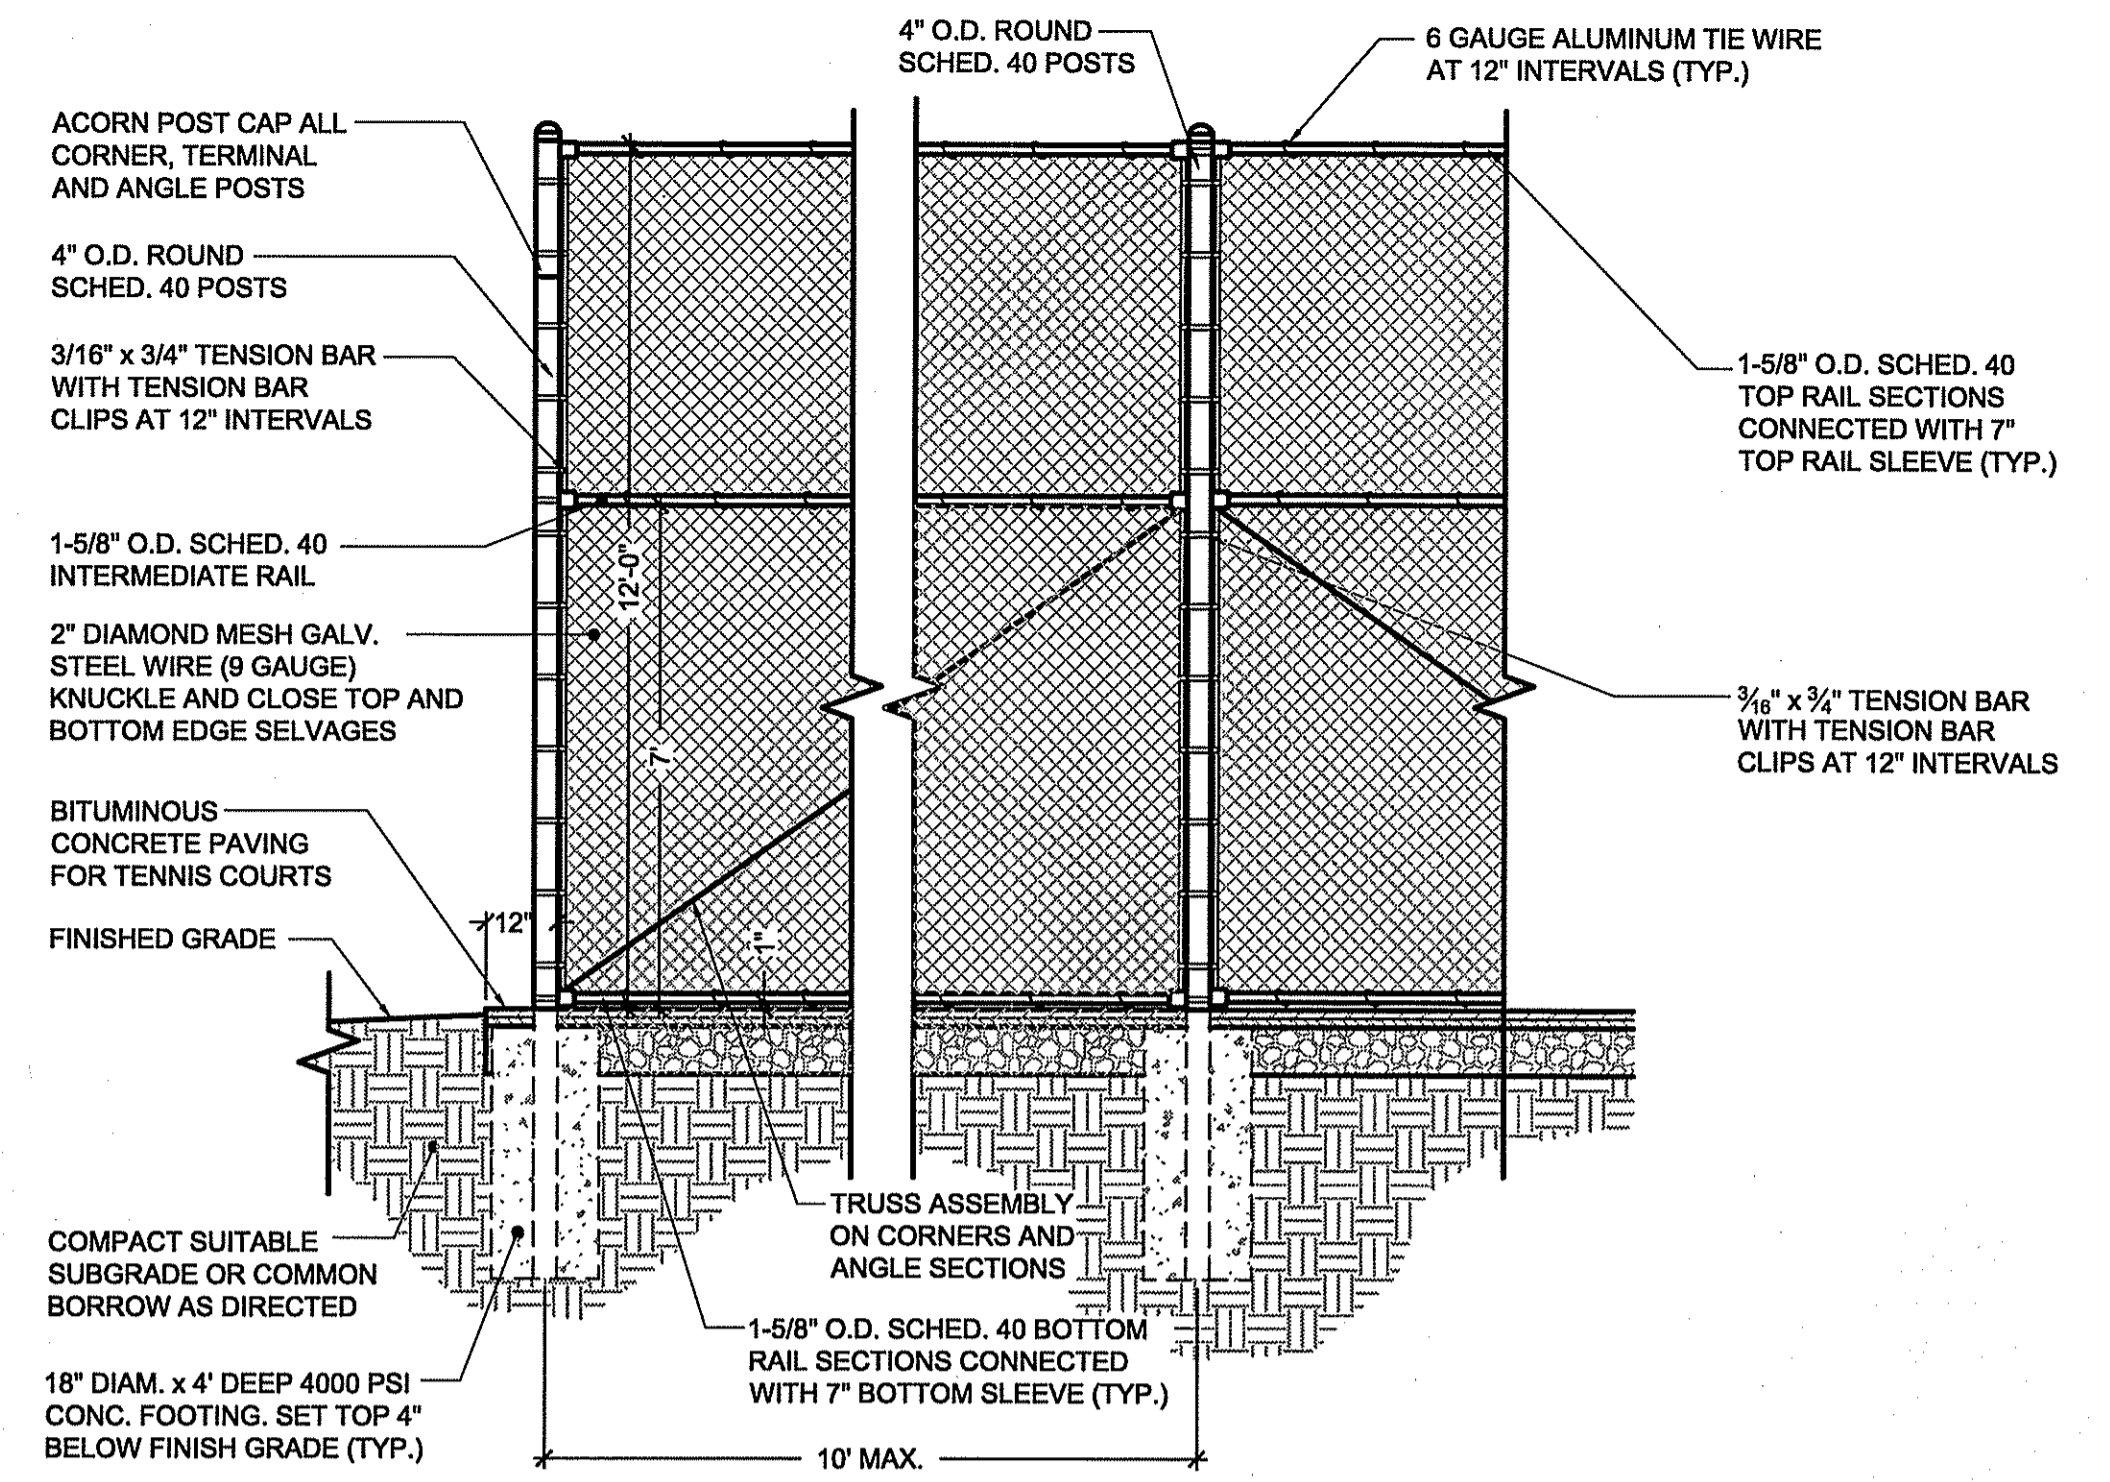 4" O.D. ROUND
SCHED. 40 POSTS
6 GAUGE ALUMINUM TIE WIRE
AT 12" INTERVALS (TYP.)
ACORN POST CAP ALL
CORNER, TERMINAL
AND ANGLE POSTS
4" O.D. ROUND
SCHED. 40 POSTS
3/16" x 3/4" TENSION BAR
WITH TENSION BAR
CLIPS AT 12" INTERVALS
1-5/8" O.D. SCHED. 40
TOP RAIL SECTIONS
CONNECTED WITH 7"
TOP RAIL SLEEVE (TYP.)
1-5/8" O.D. SCHED. 40
INTERMEDIATE RAIL
12'-0"
2" DIAMOND MESH GALV.
STEEL WIRE (9 GAUGE)
KNUCKLE AND CLOSE TOP AND
BOTTOM EDGE SELVAGES
7'
3/16" x 3/4" TENSION BAR
WITH TENSION BAR
CLIPS AT 12" INTERVALS
BITUMINOUS
CONCRETE PAVING
FOR TENNIS COURTS
12"
1"
FINISHED GRADE
TRUSS ASSEMBLY
ON CORNERS AND
ANGLE SECTIONS
COMPACT SUITABLE
SUBGRADE OR COMMON
BORROW AS DIRECTED
1-5/8" O.D. SCHED. 40 BOTTOM
RAIL SECTIONS CONNECTED
WITH 7" BOTTOM SLEEVE (TYP.)
18" DIAM. x 4' DEEP 4000 PSI
CONC. FOOTING. SET TOP 4"
BELOW FINISH GRADE (TYP.)
10' MAX.